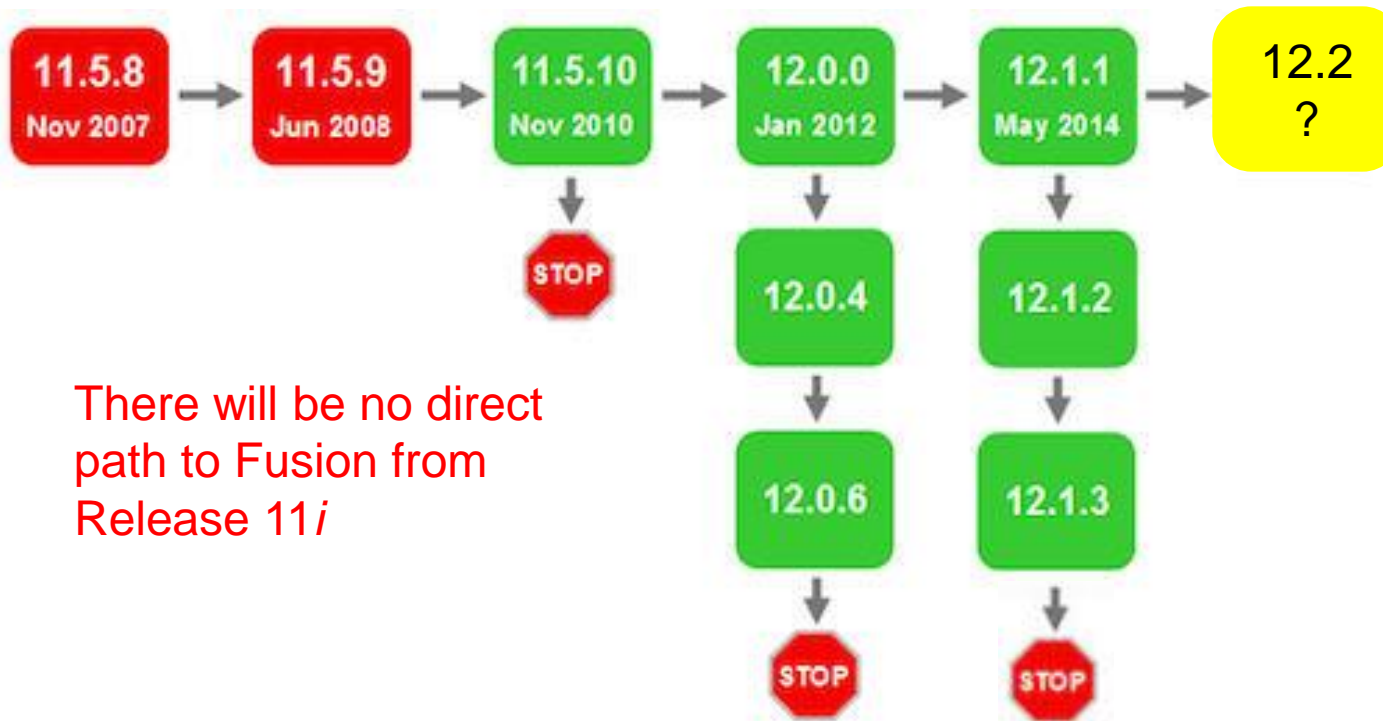 11.5.8
Nov 2007
11.5.9
Jun 2008
11.5.10
Nov 2010
12.0.0
Jan 2012
12.1.1
May 2014
12.2
?
STOP
12.0.4
12.1.2
There will be no direct
path to Fusion from
Release 11i
12.0.6
12.1.3
STOP
STOP